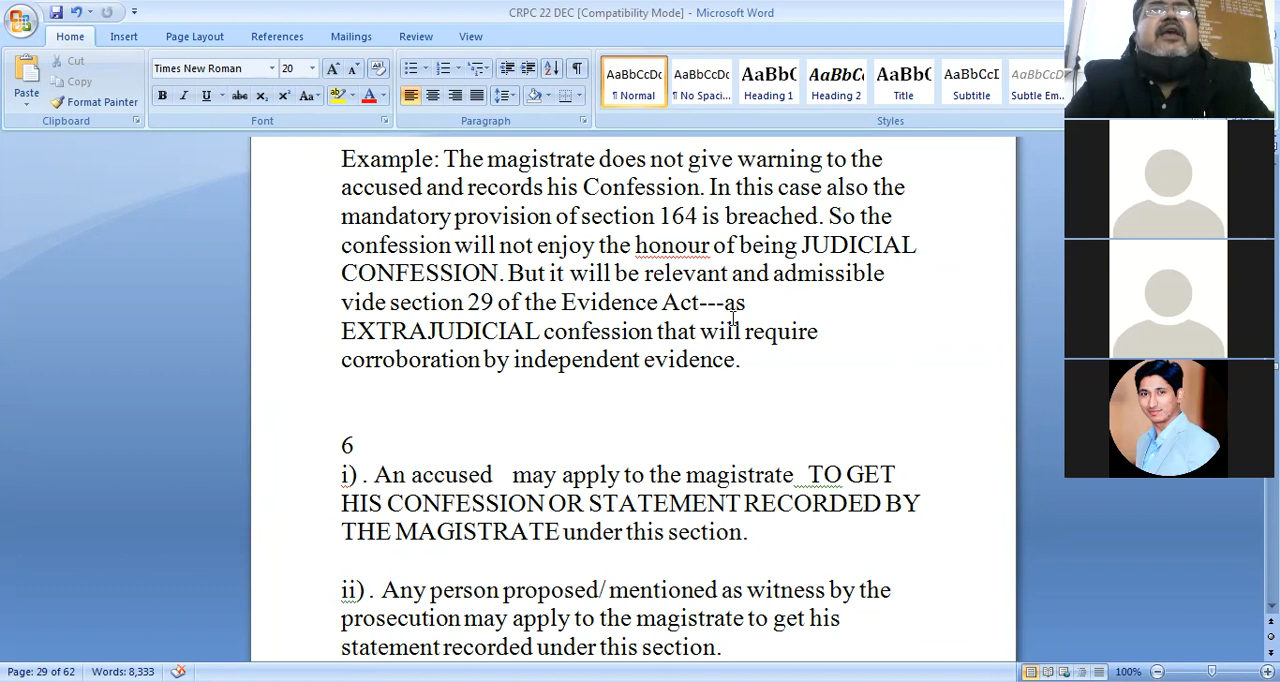 CRPC 22 DEC [Compatibility Mode] - Microsoft Word
Home Insert Page Layout References Mailings Review View
Paste
Cut
Copy
Format Painter
Clipboard
Times New Roman 20
Font
Paragraph
AaBbCcDc AaBbCcDc AaBb(C AaBbCc AaBb(C AaBbCcI AaBbCcDc
¶ Normal ¶ No Spaci... Heading 1 Heading 2 Title Subtitle Subtle Em...
Styles
Example: The magistrate does not give warning to the
accused and records his Confession. In this case also the
mandatory provision of section 164 is breached. So the
confession will not enjoy the honour of being JUDICIAL
CONFESSION. But it will be relevant and admissible
vide section 29 of the Evidence Act---as
EXTRAJUDICIAL confession that will require
corroboration by independent evidence.
6
i) . An accused may apply to the magistrate TO GET
HIS CONFESSION OR STATEMENT RECORDED BY
THE MAGISTRATE under this section.
ii) . Any person proposed/ mentioned as witness by the
prosecution may apply to the magistrate to get his
statement recorded under this section.
Page: 29 of 62 Words: 8,333 100%